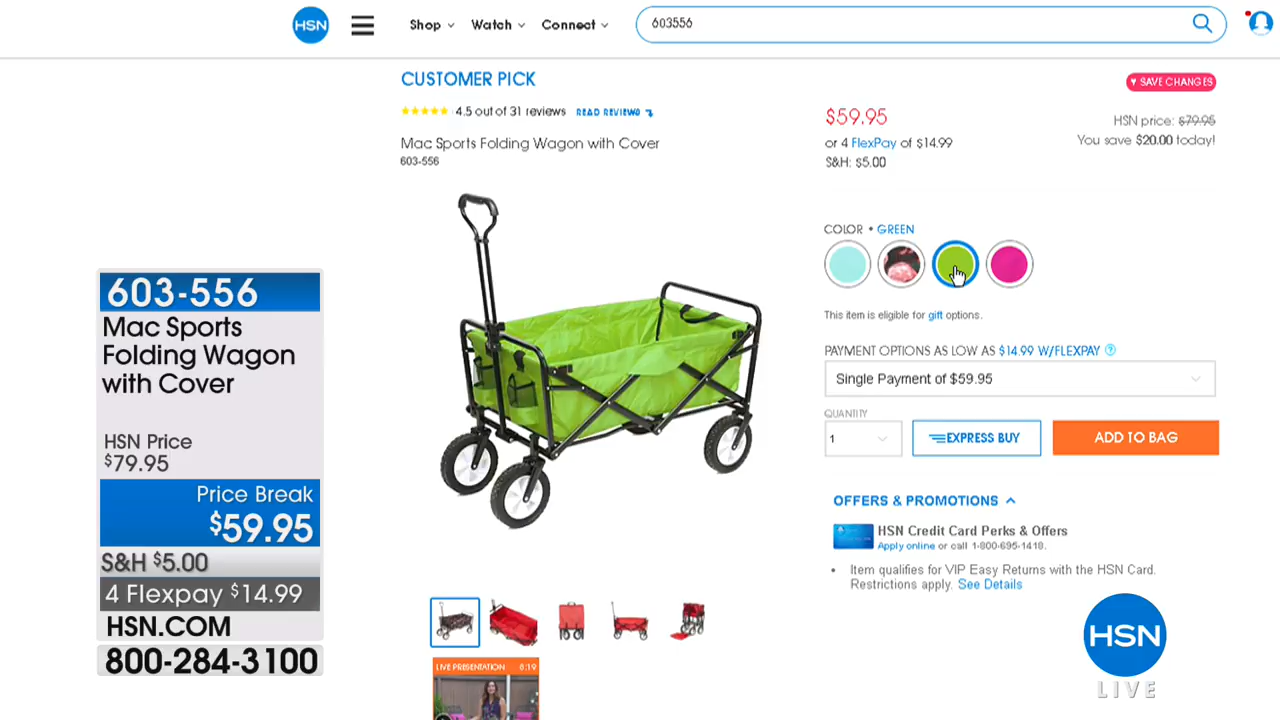 HSN
Shop
Watch
Connect
603556
CUSTOMER PICK
4.5 out of 31 reviews READ REVIEWS
Mac Sports Folding Wagon with Cover
603-556
SAVE CHANGES
$59.95
HSN price: $79.95
or 4 FlexPay of $14.99
You save $20.00 today!
S&H: $5.00
COLOR • GREEN
This item is eligible for gift options.
PAYMENT OPTIONS AS LOW AS $14.99 W/FLEXPAY ?
Single Payment of $59.95
QUANTITY
1
EXPRESS BUY
ADD TO BAG
OFFERS & PROMOTIONS
HSN Credit Card Perks & Offers
Apply online or call 1-800-695-1418.
• Item qualifies for VIP Easy Returns with the HSN Card.
Restrictions apply. See Details
603-556
Mac Sports
Folding Wagon
with Cover
HSN Price
$79.95
Price Break
$59.95
S&H $5.00
4 Flexpay $14.99
HSN.COM
800-284-3100
LIVE PRESENTATION 8:19
HSN
LIVE